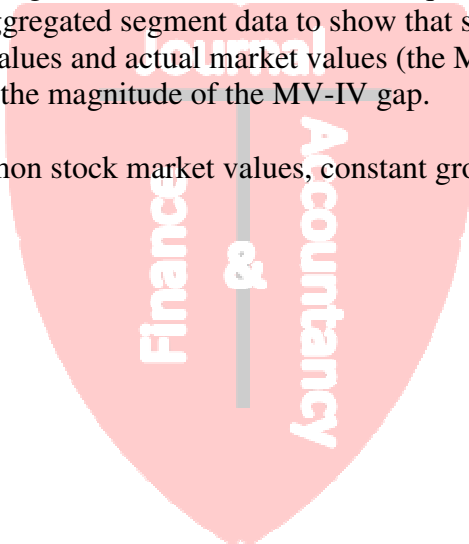 ggregated segment data to show that s
alues and actual market values (the M
the magnitude of the MV-IV gap.
Journal
non stock market values, constant gro
Finance
&
Accountancy